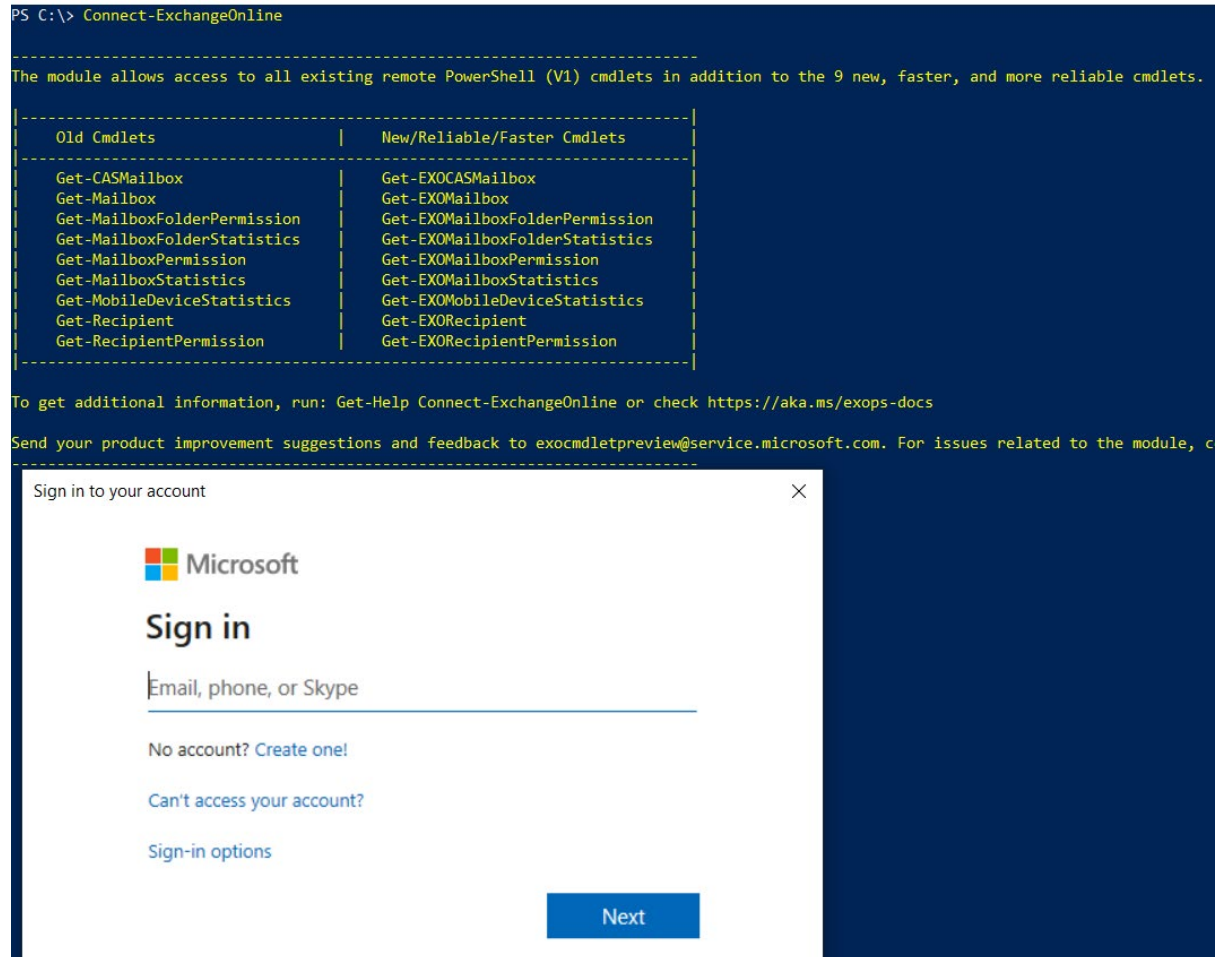 PS C:\> Connect-ExchangeOnline
----------------------------------------------------------------------------------
The module allows access to all existing remote PowerShell (V1) cmdlets in addition to the 9 new, faster, and more reliable cmdlets.
|--------------------------------------------------------------------------------|
| Old Cmdlets | New/Reliable/Faster Cmdlets |
|--------------------------------------------------------------------------------|
| Get-CASMailbox | Get-EXOCASMailbox |
| Get-Mailbox | Get-EXOMailbox |
| Get-MailboxFolderPermission | Get-EXOMailboxFolderPermission |
| Get-MailboxFolderStatistics | Get-EXOMailboxFolderStatistics |
| Get-MailboxPermission | Get-EXOMailboxPermission |
| Get-MailboxStatistics | Get-EXOMailboxStatistics |
| Get-MobileDeviceStatistics | Get-EXOMobileDeviceStatistics |
| Get-Recipient | Get-EXORecipient |
| Get-RecipientPermission | Get-EXORecipientPermission |
|--------------------------------------------------------------------------------|
To get additional information, run: Get-Help Connect-ExchangeOnline or check https://aka.ms/exops-docs
Send your product improvement suggestions and feedback to exocmdletpreview@service.microsoft.com. For issues related to the module, c
----------------------------------------------------------------------------------
Sign in to your account
Microsoft
Sign in
Email, phone, or Skype
No account? Create one!
Can't access your account?
Sign-in options
Next